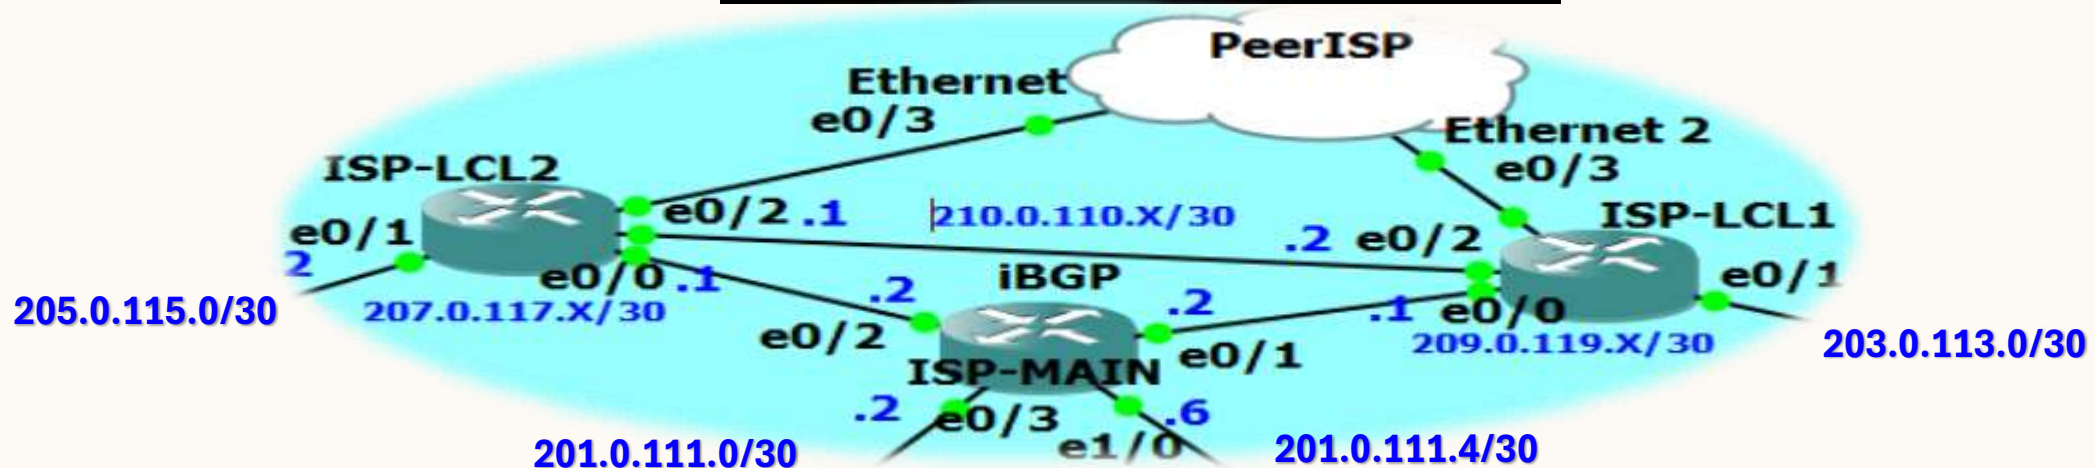 PeerISP
Ethernet
e0/3
Ethernet 2
e0/3
ISP-LCL2
e0/2 .1
210.0.110.X/30
ISP-LCL1
e0/1
2
.2 e0/2
e0/1
e0/0 .1
iBGP
205.0.115.0/30
207.0.117.X/30
.2
.2
.1 e0/0
e0/2
e0/1
209.0.119.X/30
203.0.113.0/30
ISP-MAIN
.2
e0/3
.6
e1/0
201.0.111.0/30
201.0.111.4/30